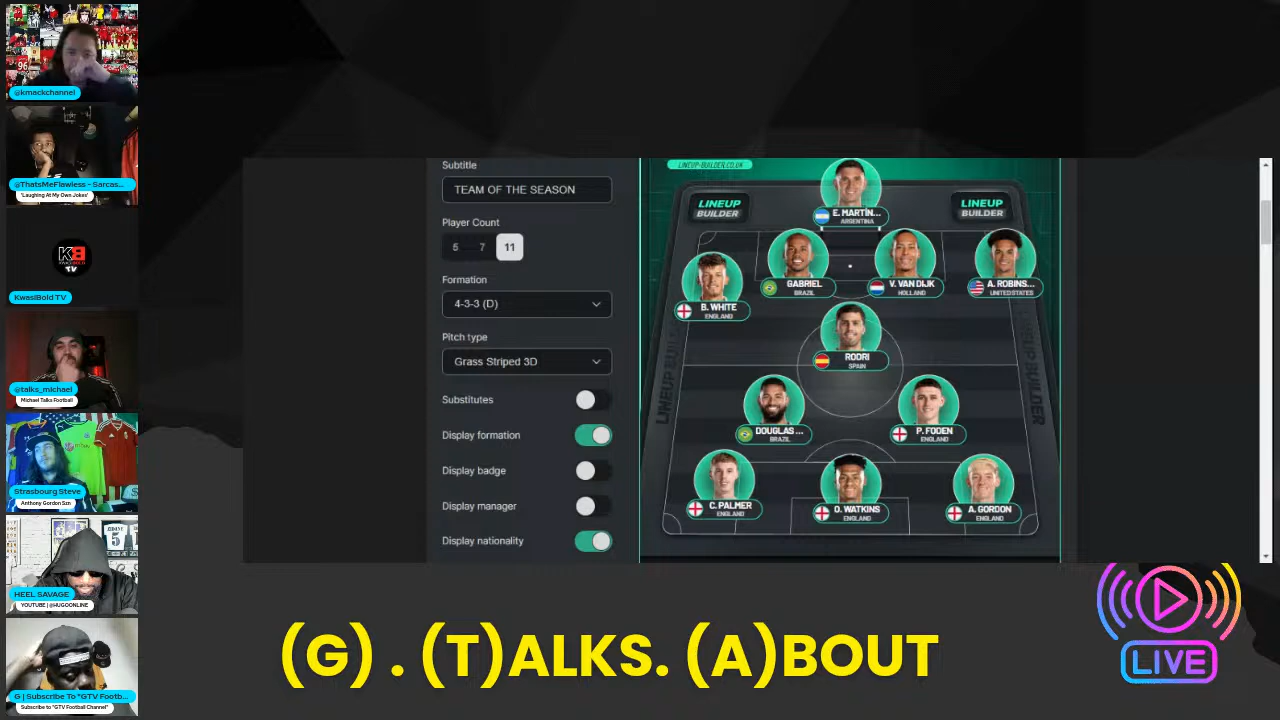 @kmackchannel
@ThatsMeFlawless - Sarcas...
'Laughing At My Own Jokes'
KB
TV
KwasiBold TV
@talks_michael
Michael Talks Football
Strasbourg Steve
Anthony Gordon Szn
HEEL SAVAGE
YOUTUBE | @HUGOONLINE
G | Subscribe To "GTV Footb...
Subscribe to "GTV Football Channel"
Subtitle
TEAM OF THE SEASON
Player Count
5 7 11
Formation
4-3-3 (D)
Pitch type
Grass Striped 3D
Substitutes
Display formation
Display badge
Display manager
Display nationality
LINEUP-BUILDER.CO.UK
LINEUP
BUILDER
LINEUP
BUILDER
E. MARTÍN...
ARGENTINA
B. WHITE
ENGLAND
GABRIEL
BRAZIL
V. VAN DIJK
HOLLAND
A. ROBINS...
UNITED STATES
RODRI
SPAIN
DOUGLAS ...
BRAZIL
P. FODEN
ENGLAND
C. PALMER
ENGLAND
O. WATKINS
ENGLAND
A. GORDON
ENGLAND
LINEUP BUILDER
LINEUP BUILDER
(G) . (T)ALKS. (A)BOUT
LIVE